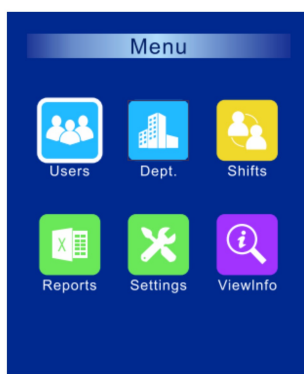 Menu
Users Dept. Shifts
X
i
Reports Settings ViewInfo